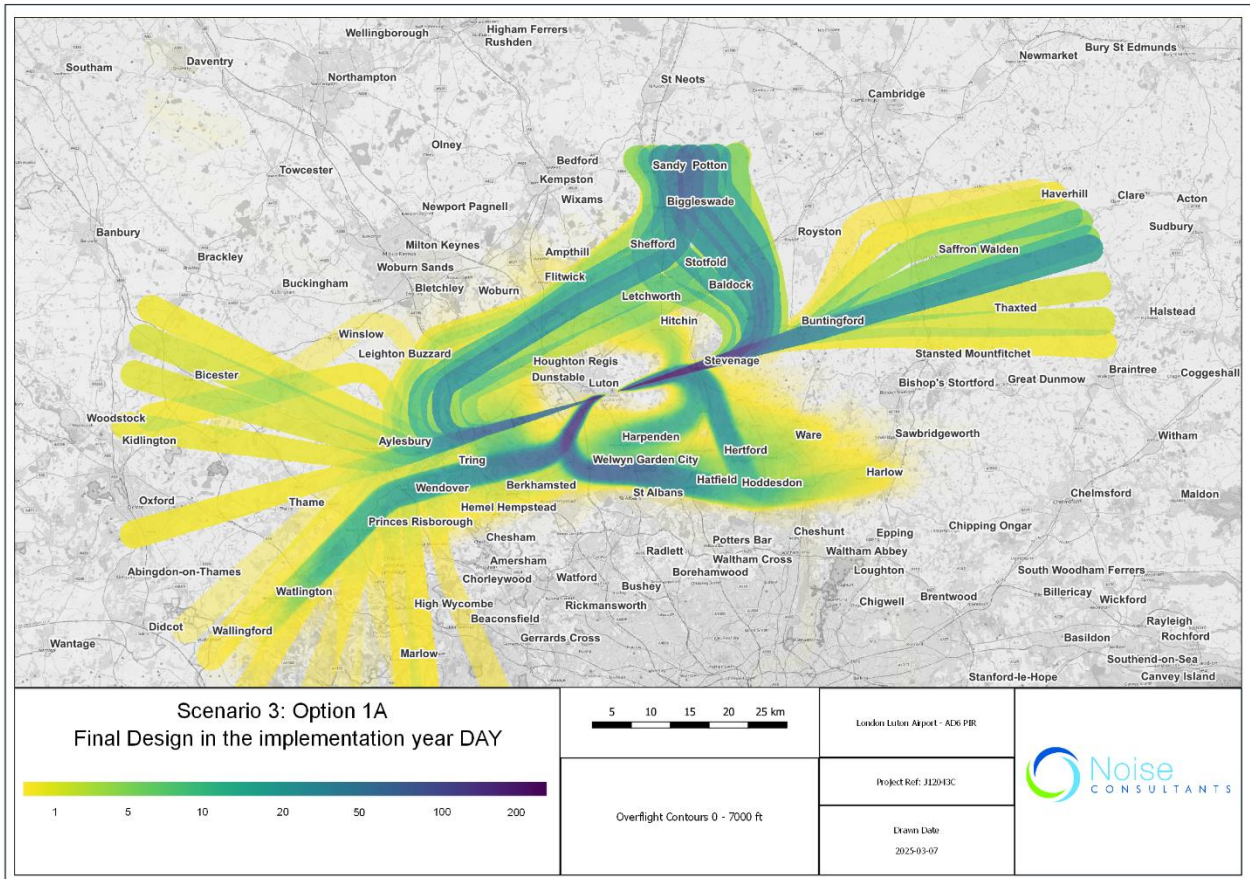 Wellingborough
Higham Ferrers
Rushden
Bury St Edmunds
Newmarket
Southam
Daventry
Northampton
St Neots
Cambridge
Olney
Bedford
Kempston
Wixams
Sandy Potton
Towcester
Newport Pagnell
Biggleswade
Haverhill
Clare
Acton
Sudbury
Banbury
Brackley
Milton Keynes
Woburn Sands
Bletchley
Woburn
Ampthill
Flitwick
Shefford
Stotfold
Royston
Saffron Walden
Buckingham
Letchworth
Baldock
Hitchin
Buntingford
Thaxted
Halstead
Winslow
Leighton Buzzard
Houghton Regis
Dunstable
Luton
Stevenage
Stansted Mountfitchet
Bishop's Stortford
Great Dunmow
Braintree
Coggeshall
Bicester
Woodstock
Kidlington
Aylesbury
Tring
Harpenden
Welwyn Garden City
Hertford
Ware
Sawbridgeworth
Witham
Oxford
Thame
Wendover
Berkhamsted
Hemel Hempstead
St Albans
Hatfield
Hoddesdon
Harlow
Chelmsford
Maldon
Princes Risborough
Chesham
Amersham
Chorleywood
Watford
Radlett
Potters Bar
Waltham Cross
Borehamwood
Bushey
Cheshunt
Epping
Waltham Abbey
Loughton
Chipping Ongar
Abingdon-on-Thames
Watlington
High Wycombe
Beaconsfield
Rickmansworth
Chigwell
Brentwood
South Woodham Ferrers
Billericay
Wickford
Wantage
Didcot
Wallingford
Marlow
Gerrards Cross
Rayleigh
Rochford
Basildon
Southend-on-Sea
Stanford-le-Hope
Canvey Island
Scenario 3: Option 1A
Final Design in the implementation year DAY
1 5 10 20 50 100 200
5 10 15 20 25 km
Overflight Contours 0 - 7000 ft
London Luton Airport - AD6 PIR
Project Ref: J12043C
Drawn Date
2025-03-07
Noise
CONSULTANTS